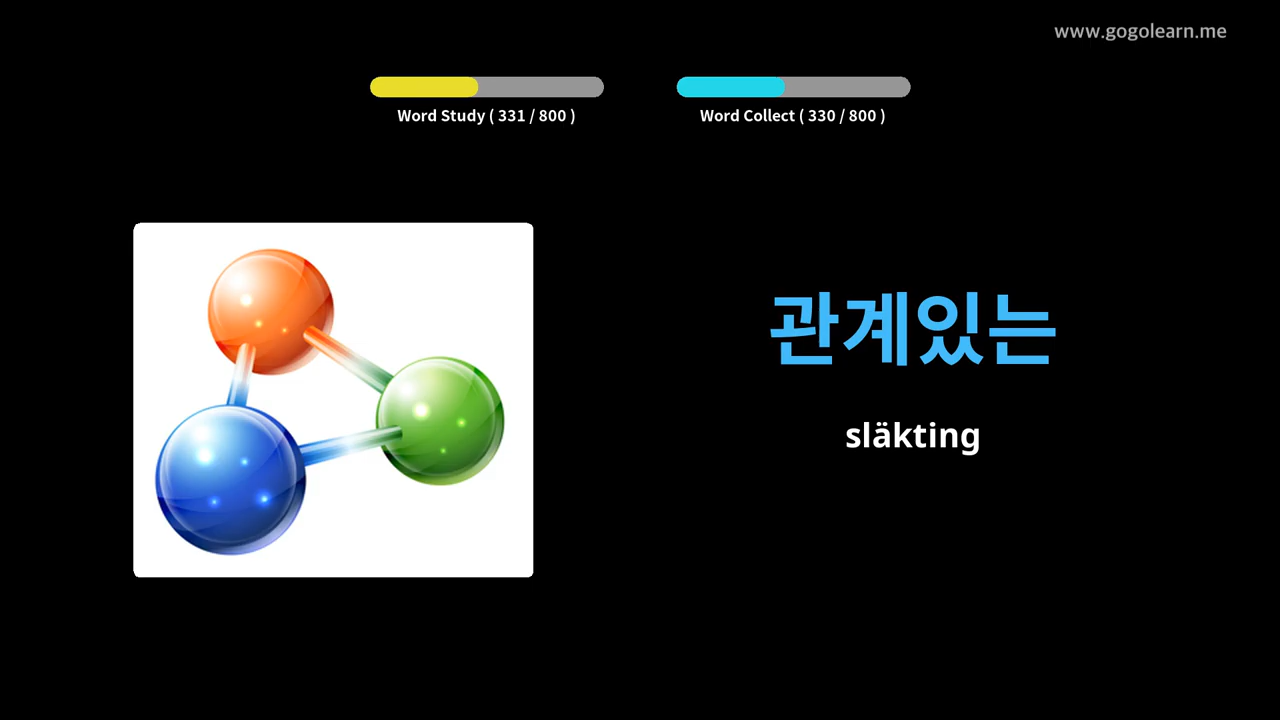 www.gogolearn.me
Word Study ( 331 / 800 )
Word Collect ( 330 / 800 )
관계있는
släkting